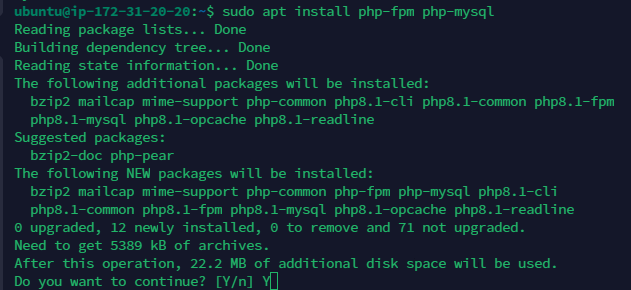 ubuntu@ip-172-31-20-20:~$ sudo apt install php-fpm php-mysql
Reading package lists... Done
Building dependency tree... Done
Reading state information... Done
The following additional packages will be installed:
  bzip2 mailcap mime-support php-common php8.1-cli php8.1-common php8.1-fpm
  php8.1-mysql php8.1-opcache php8.1-readline
Suggested packages:
  bzip2-doc php-pear
The following NEW packages will be installed:
  bzip2 mailcap mime-support php-common php-fpm php-mysql php8.1-cli
  php8.1-common php8.1-fpm php8.1-mysql php8.1-opcache php8.1-readline
0 upgraded, 12 newly installed, 0 to remove and 71 not upgraded.
Need to get 5389 kB of archives.
After this operation, 22.2 MB of additional disk space will be used.
Do you want to continue? [Y/n] Y